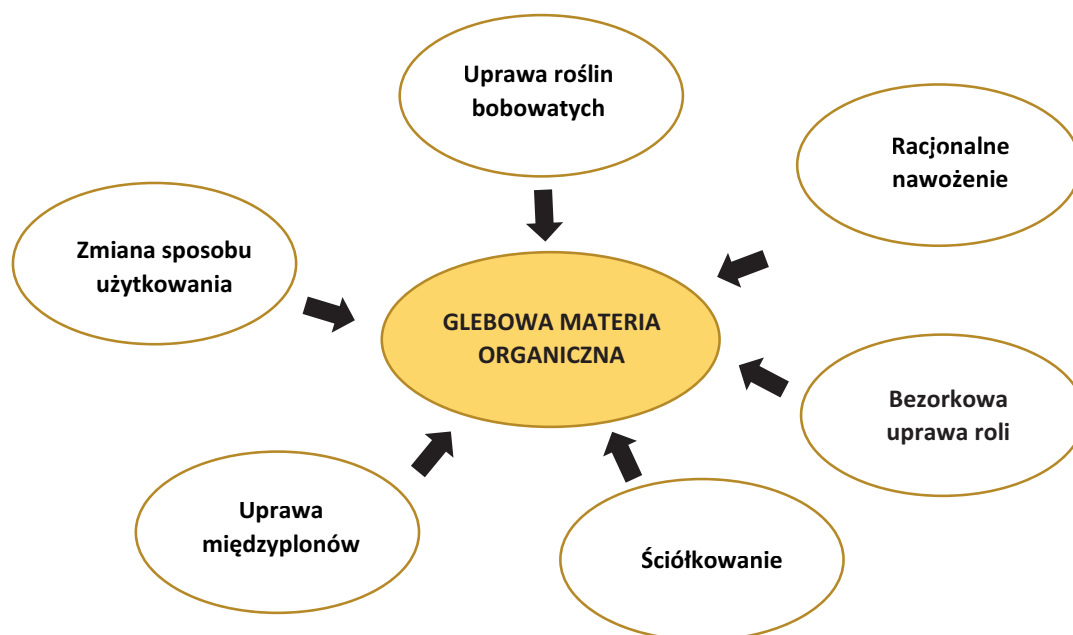 Uprawa roślin
bobowatych
Racjonalne
nawożenie
Zmiana sposobu
użytkowania
GLEBOWA MATERIA
ORGANICZNA
Bezorkowa
uprawa roli
Uprawa
międzyplonów
Ściółkowanie